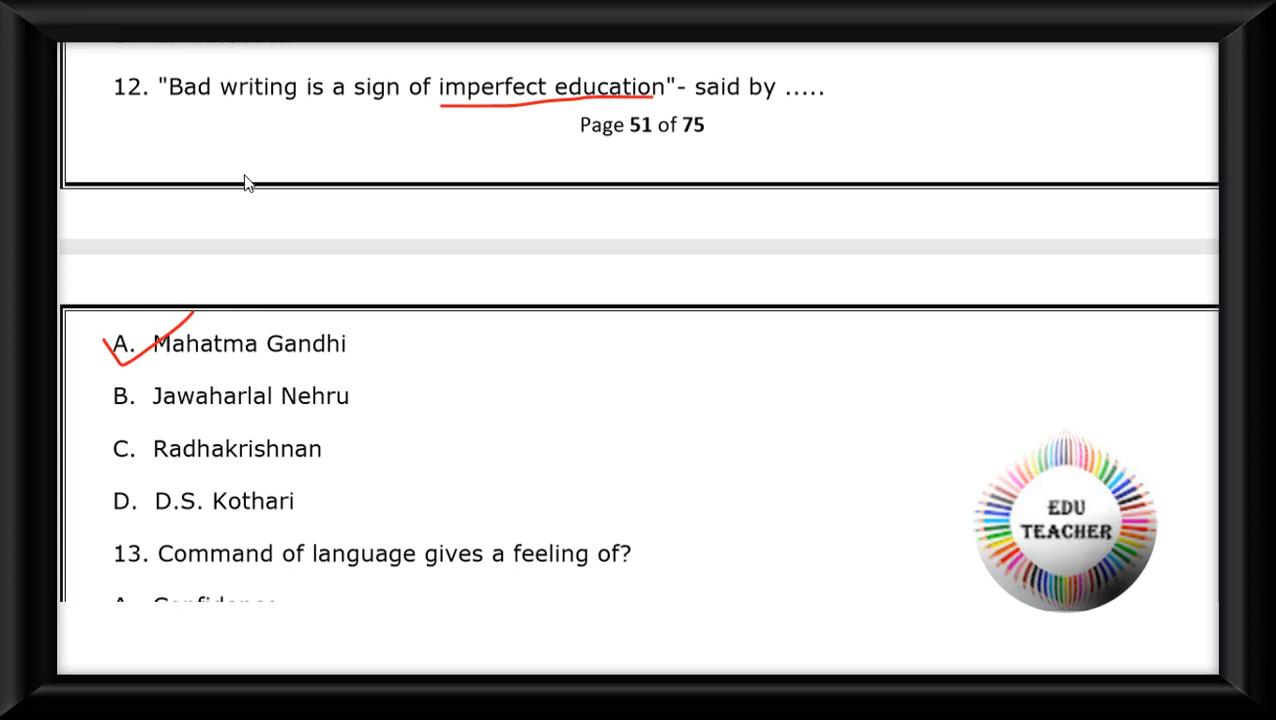 12. "Bad writing is a sign of imperfect education"- said by .....
Page 51 of 75
A. Mahatma Gandhi
B. Jawaharlal Nehru
C. Radhakrishnan
D. D.S. Kothari
EDU
TEACHER
13. Command of language gives a feeling of?
A. Confidence